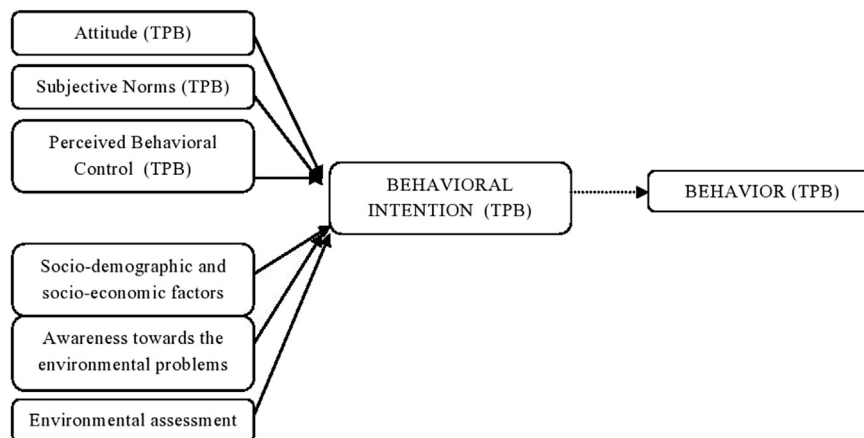 Attitude (TPB)
Subjective Norms (TPB)
Perceived Behavioral
Control (TPB)
BEHAVIORAL
INTENTION (TPB)
BEHAVIOR (TPB)
Socio-demographic and
socio-economic factors
Awareness towards the
environmental problems
Environmental assessment